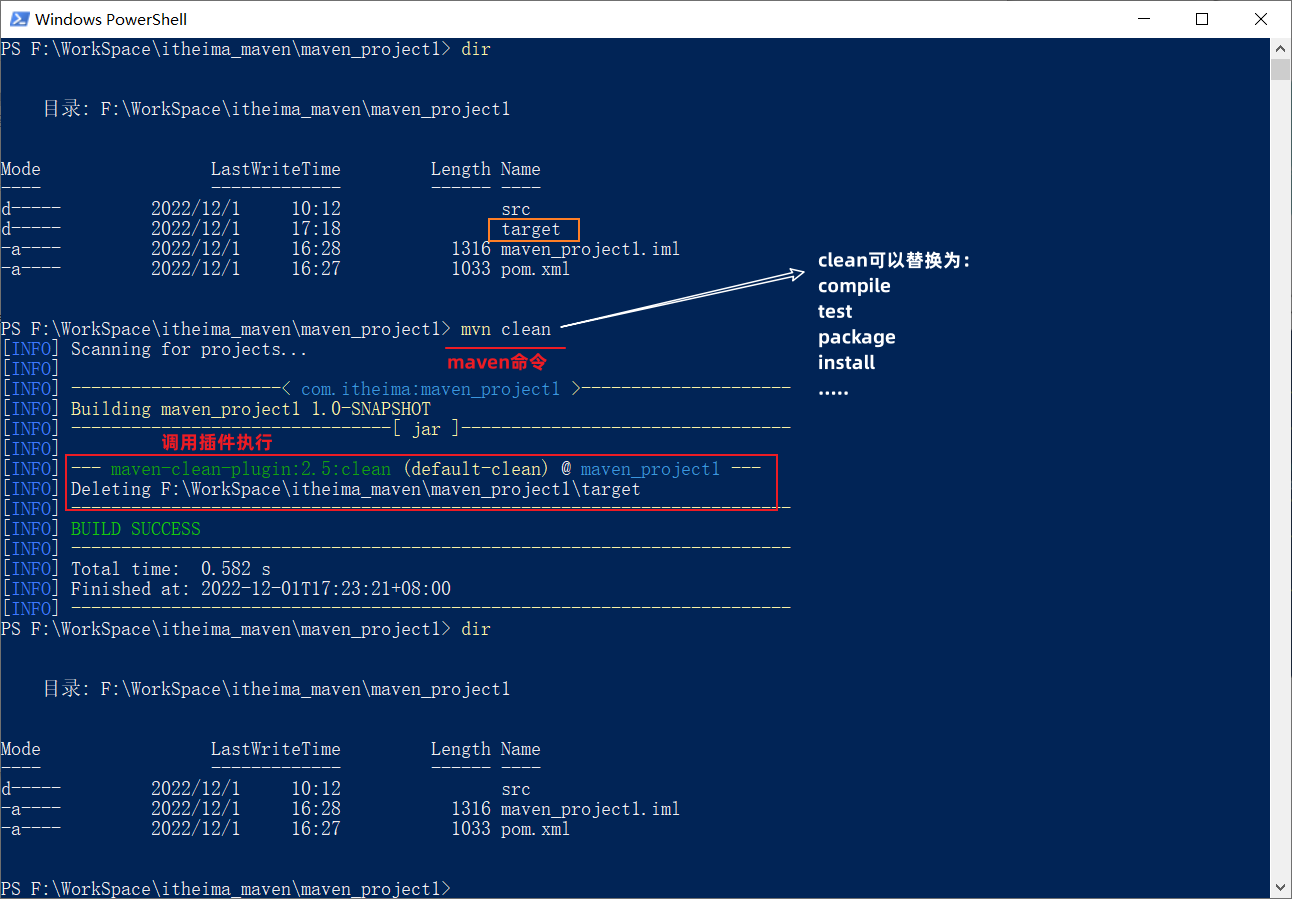 Windows PowerShell
PS F:\WorkSpace\itheima_maven\maven_project1> dir
目录: F:\WorkSpace\itheima_maven\maven_project1
Mode                 LastWriteTime         Length Name
----                 -------------         ------ ----
d-----         2022/12/1     10:12                src
d-----         2022/12/1     17:18                target
-a----         2022/12/1     16:28           1316 maven_project1.iml
-a----         2022/12/1     16:27           1033 pom.xml
clean可以替换为:
compile
test
package
install
.....
PS F:\WorkSpace\itheima_maven\maven_project1> mvn clean
[INFO] Scanning for projects...
maven命令
[INFO]
[INFO] ---------------------< com.itheima:maven_project1 >---------------------
[INFO] Building maven_project1 1.0-SNAPSHOT
[INFO] --------------------------------[ jar ]---------------------------------
调用插件执行
[INFO]
[INFO] --- maven-clean-plugin:2.5:clean (default-clean) @ maven_project1 ---
[INFO] Deleting F:\WorkSpace\itheima_maven\maven_project1\target
[INFO] ------------------------------------------------------------------------
[INFO] BUILD SUCCESS
[INFO] ------------------------------------------------------------------------
[INFO] Total time:  0.582 s
[INFO] Finished at: 2022-12-01T17:23:21+08:00
[INFO] ------------------------------------------------------------------------
PS F:\WorkSpace\itheima_maven\maven_project1> dir
目录: F:\WorkSpace\itheima_maven\maven_project1
Mode                 LastWriteTime         Length Name
----                 -------------         ------ ----
d-----         2022/12/1     10:12                src
-a----         2022/12/1     16:28           1316 maven_project1.iml
-a----         2022/12/1     16:27           1033 pom.xml
PS F:\WorkSpace\itheima_maven\maven_project1>